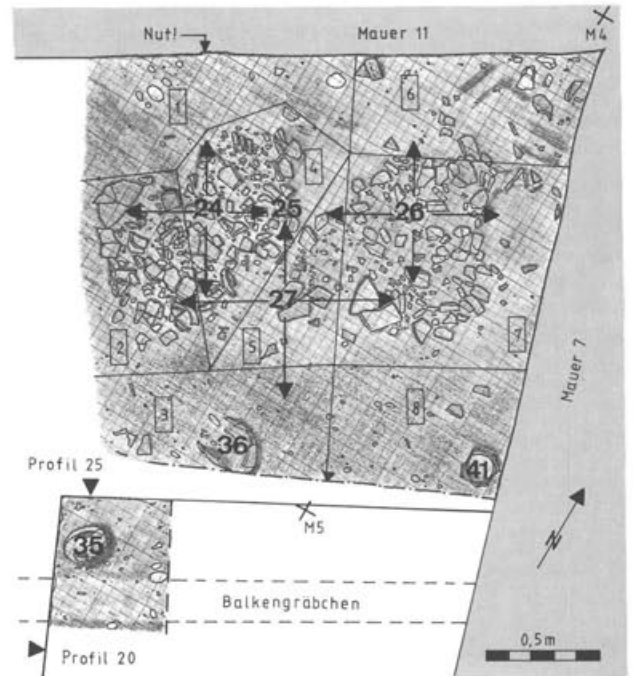 Nut! Mauer 11 M4
1 6
4
24 25 26
27
2 5 7
Mauer 7
3 8
36
41
Profil 25
M5
35
N
Balkengräbchen
0,5m
Profil 20